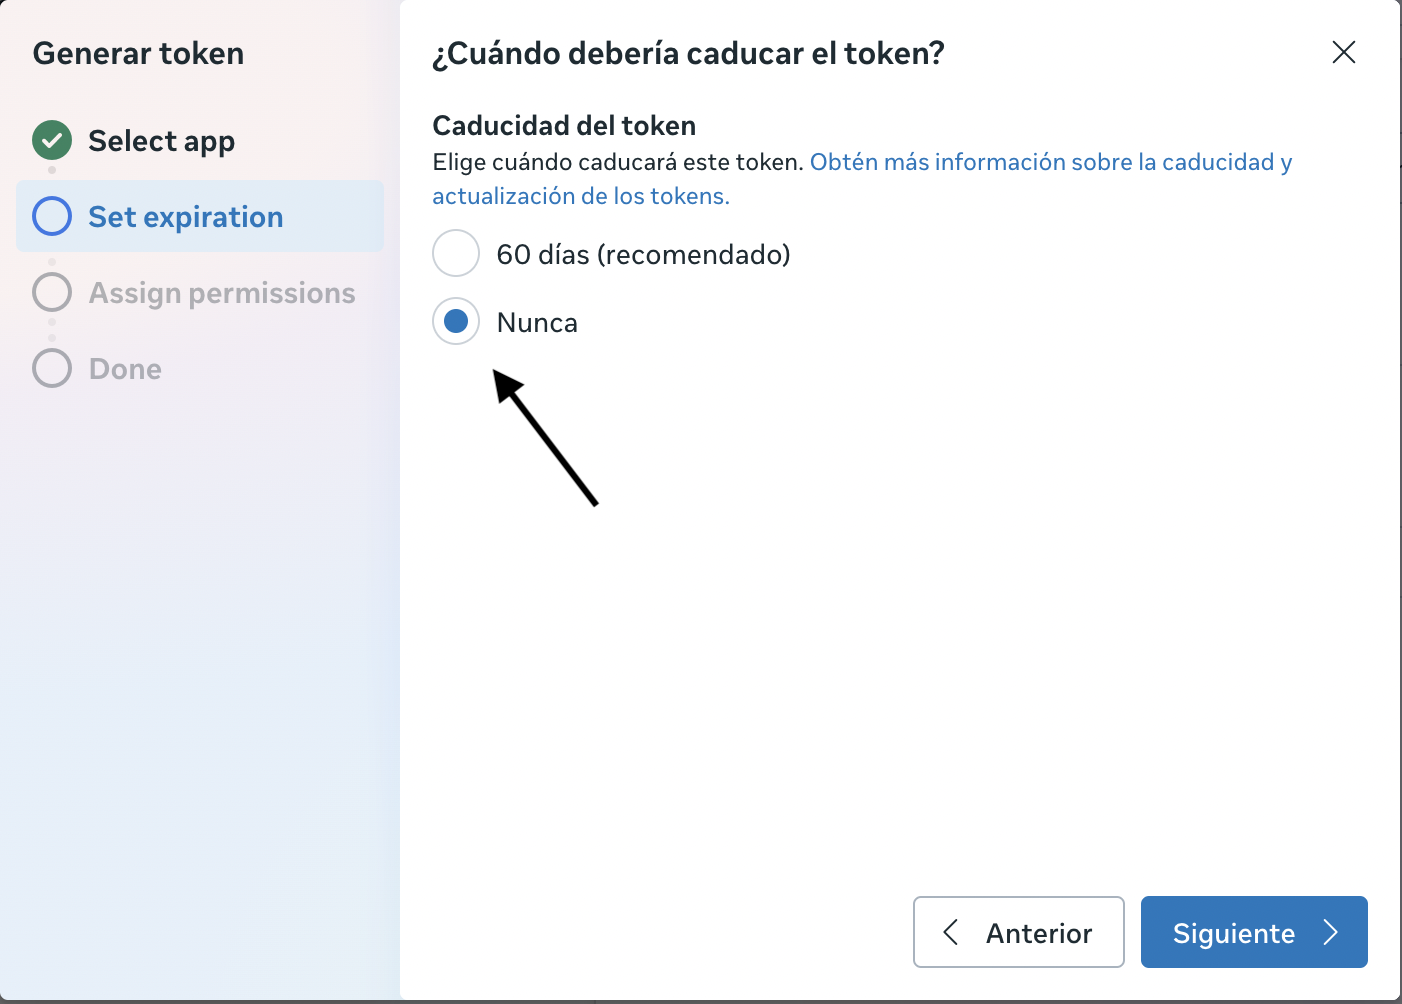 Generar token
Select app
Set expiration
Assign permissions
Done
¿Cuándo debería caducar el token?
Caducidad del token
Elige cuándo caducará este token. Obtén más información sobre la caducidad y
actualización de los tokens.
60 días (recomendado)
Nunca
Anterior
Siguiente